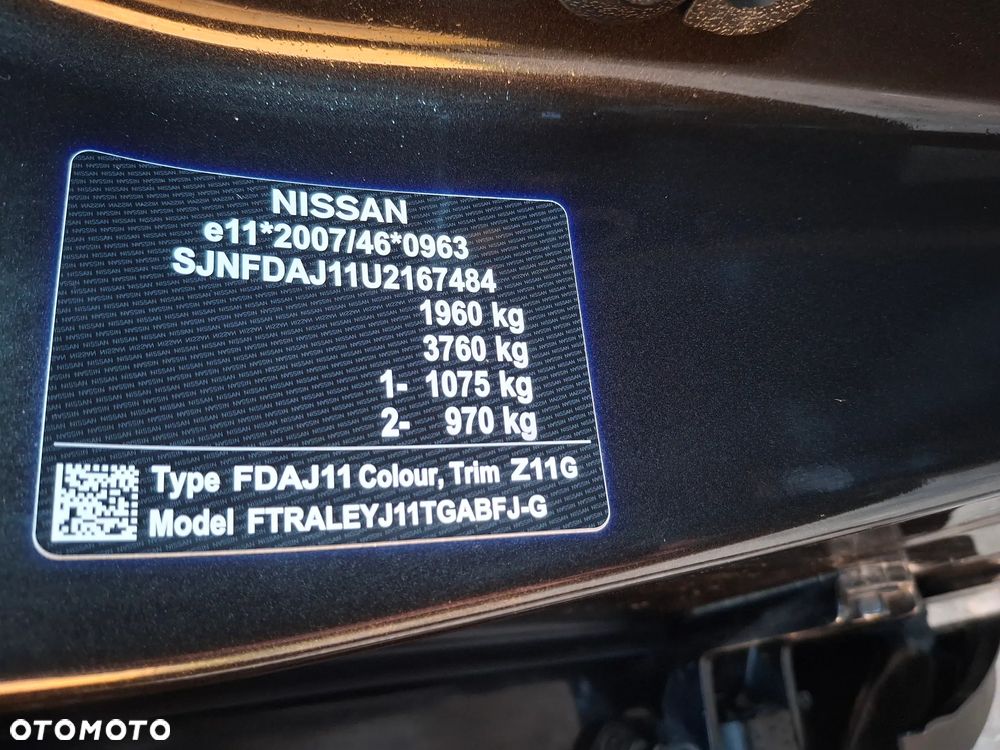 NISSAN
e11*2007/46*0963
SJNFDAJ11U2167484
1960 kg
3760 kg
1- 1075 kg
2- 970 kg
Type FDAJ11 Colour, Trim Z11G
Model FTRALEYJ11TGABFJ-G
OTOMOTO